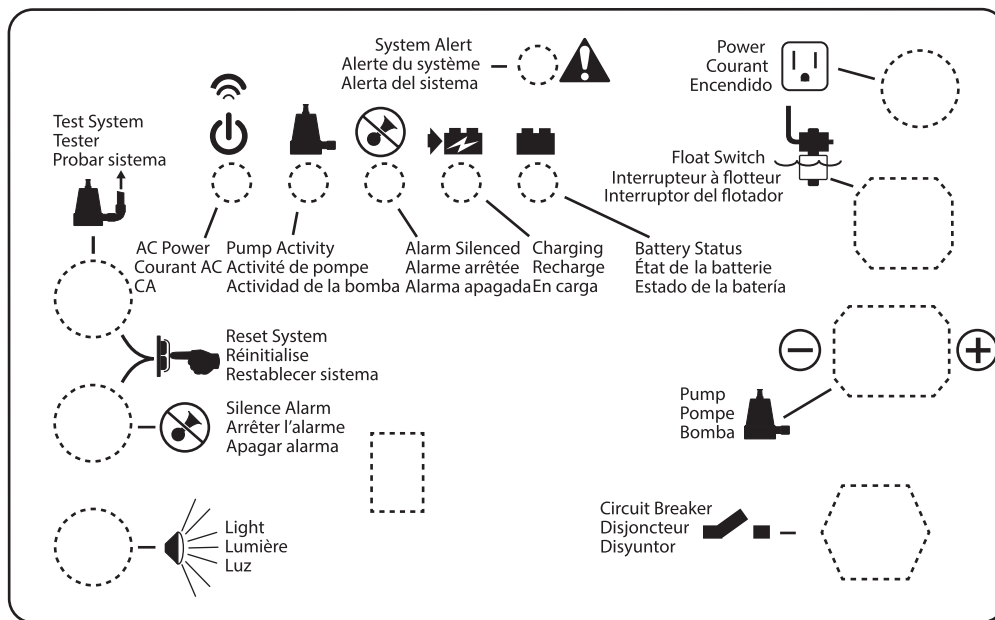 System Alert
Alerte du système
Alerta del sistema
Power
Courant
Encendido
Test System
Tester
Probar sistema
Float Switch
Interrupteur à flotteur
Interruptor del flotador
AC Power
Courant AC
CA
Pump Activity
Activité de pompe
Actividad de la bomba
Alarm Silenced
Alarme arrêtée
Alarma apagada
Charging
Recharge
En carga
Battery Status
État de la batterie
Estado de la batería
Reset System
Réinitialise
Restablecer sistema
Silence Alarm
Arrêter l'alarme
Apagar alarma
Pump
Pompe
Bomba
Light
Lumière
Luz
Circuit Breaker
Disjoncteur
Disyuntor